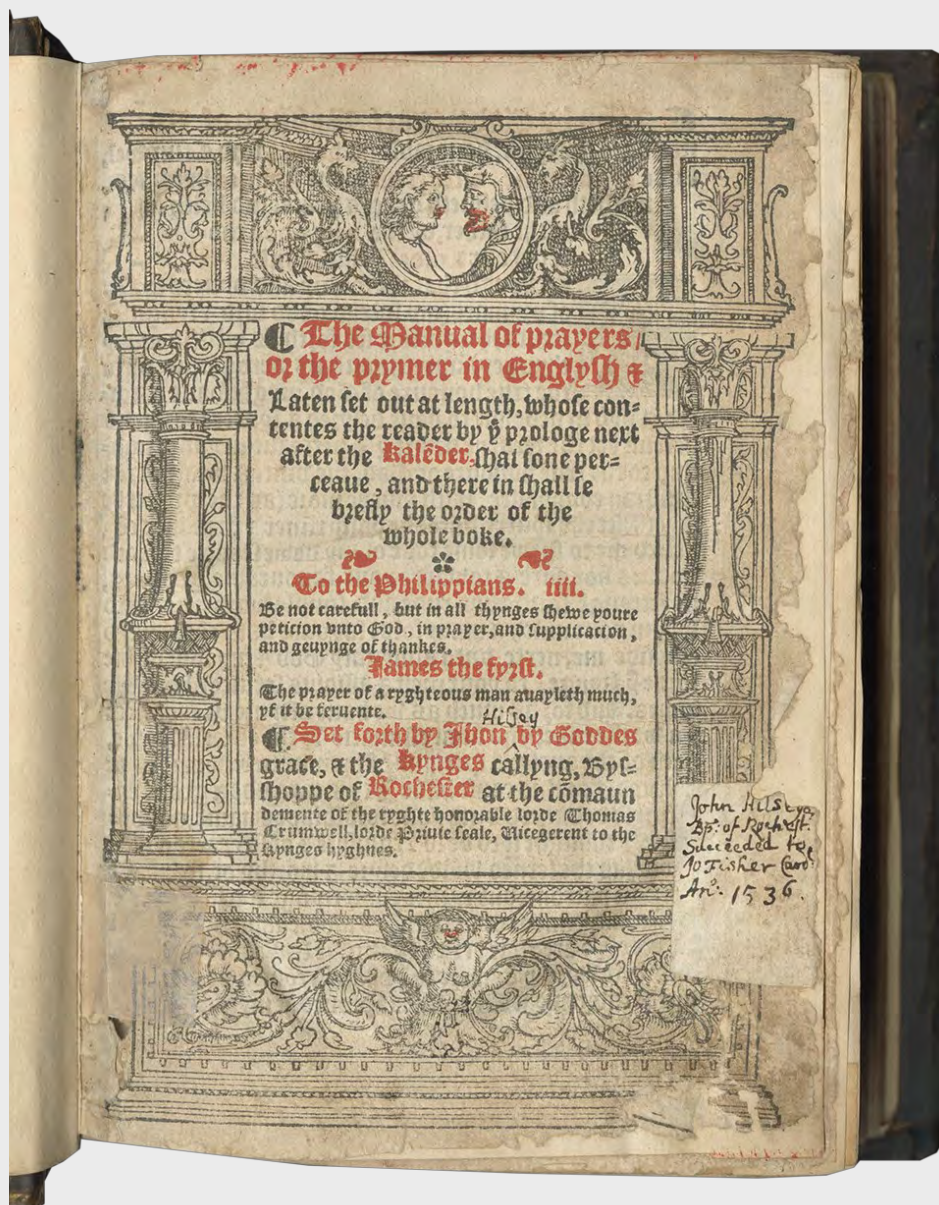 ❡ The Manual of prayers /
or the prymer in Englysh &
Laten set out at length, whose con=
tentes the reader by yͤ prologe next
after the Kalēder, shal sone per=
ceaue, and there in shall se
brefly the order of the
whole boke.
To the Philippians. iiii.
Be not carefull, but in all thynges shewe youre
peticion vnto God, in prayer, and supplicacion,
and geuynge of thankes.
James the fyrst.
The prayer of a ryghteous man auayleth much,
yf it be feruente.
Hilsey
❡ Set forth by Jhon by Goddes
grace, & the Kynges callyng, Bys=
shoppe of Rochester at the cōmaun
demente of the ryghte honorable lorde Thomas
Crumwell, lorde Priuie seale, Vicegerent to the
kynges hyghnes.
John Hilsey
Bp: of Rochest:
Succeeded to
Jo Fisher Card:
Anº: 1536.